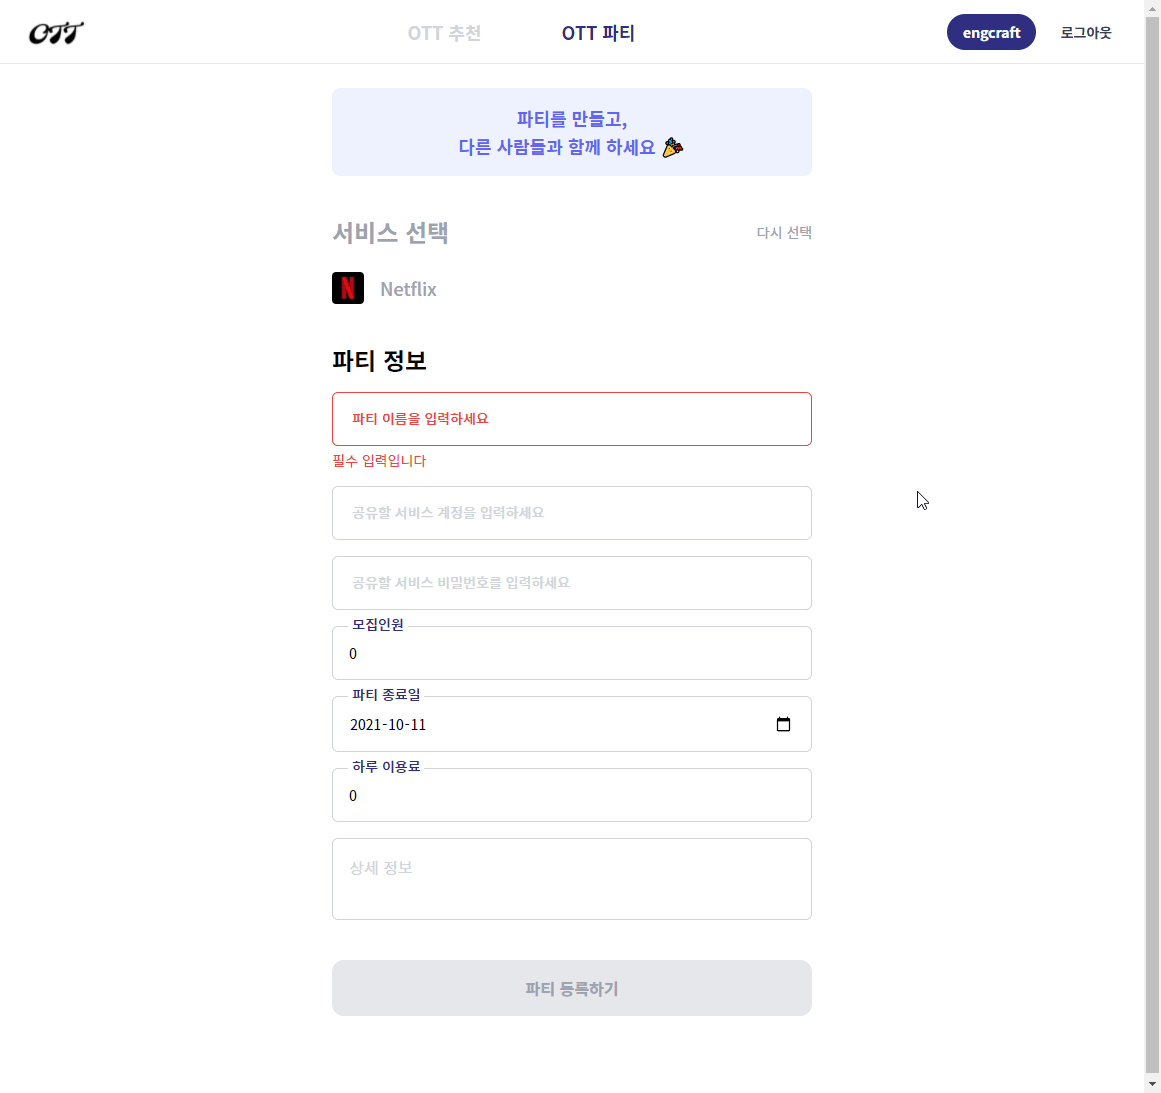 OTT
OTT 추천
OTT 파티
engcraft
로그아웃
파티를 만들고,
다른 사람들과 함께 하세요 🎉
서비스 선택
다시 선택
N
Netflix
파티 정보
파티 이름을 입력하세요
필수 입력입니다
공유할 서비스 계정을 입력하세요
공유할 서비스 비밀번호를 입력하세요
모집인원
0
파티 종료일
2021-10-11
하루 이용료
0
상세 정보
파티 등록하기